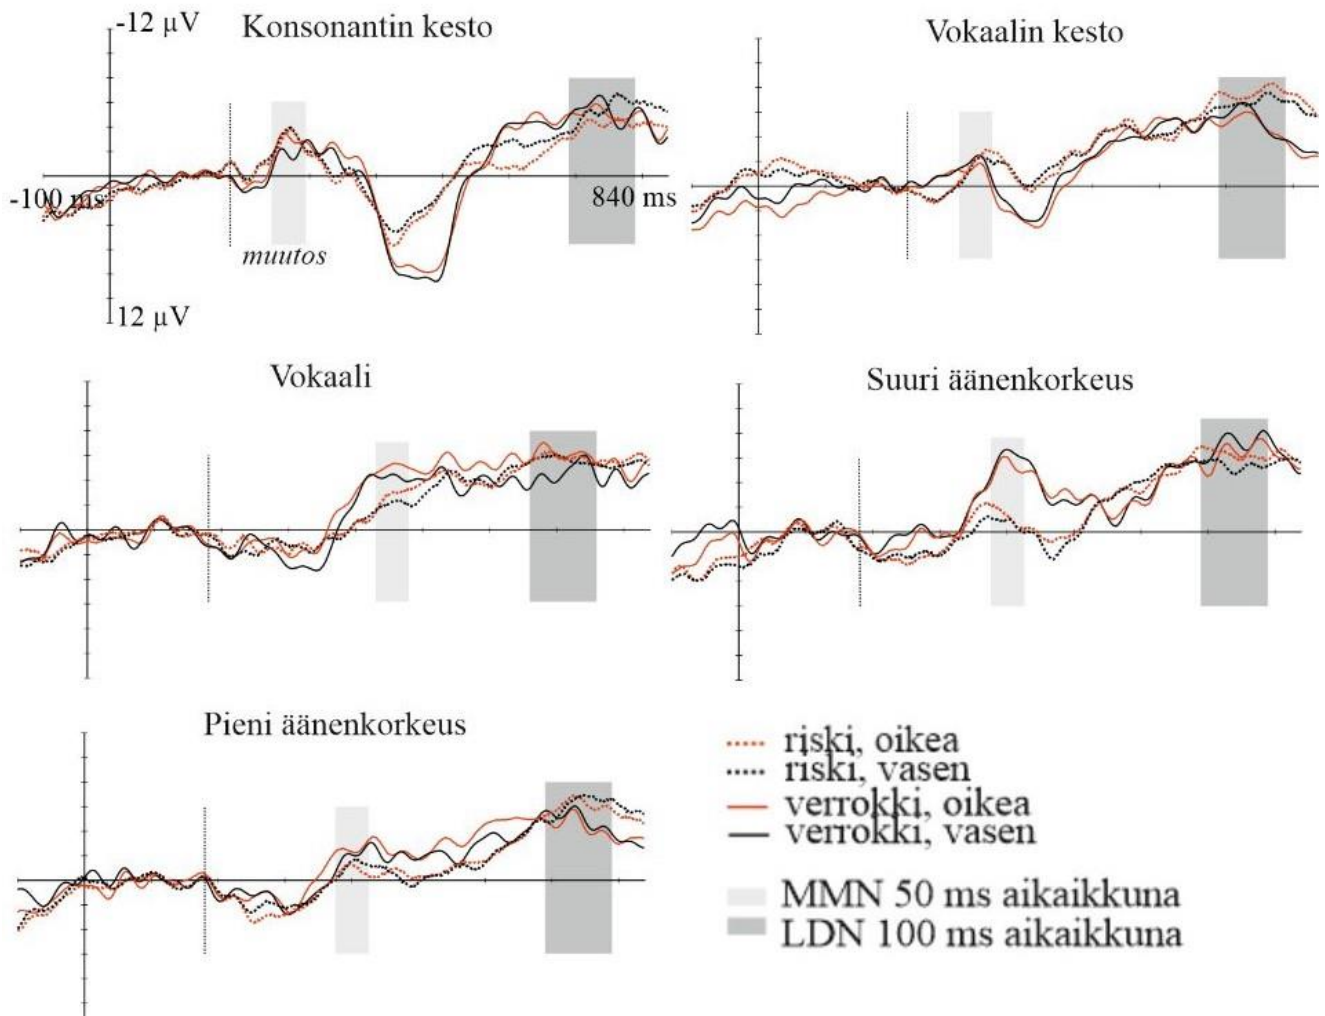 -12 µV
Konsonantin kesto
-100 ms
840 ms
muutos
12 µV
Vokaalin kesto
Vokaali
Suuri äänenkorkeus
Pieni äänenkorkeus
riski, oikea
riski, vasen
verrokki, oikea
verrokki, vasen
MMN 50 ms aikaikkuna
LDN 100 ms aikaikkuna